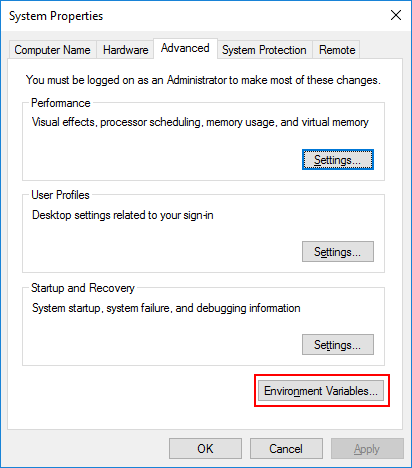 System Properties
Computer Name Hardware Advanced System Protection Remote
You must be logged on as an Administrator to make most of these changes.
Performance
Visual effects, processor scheduling, memory usage, and virtual memory
Settings...
User Profiles
Desktop settings related to your sign-in
Settings...
Startup and Recovery
System startup, system failure, and debugging information
Settings...
Environment Variables...
OK Cancel Apply